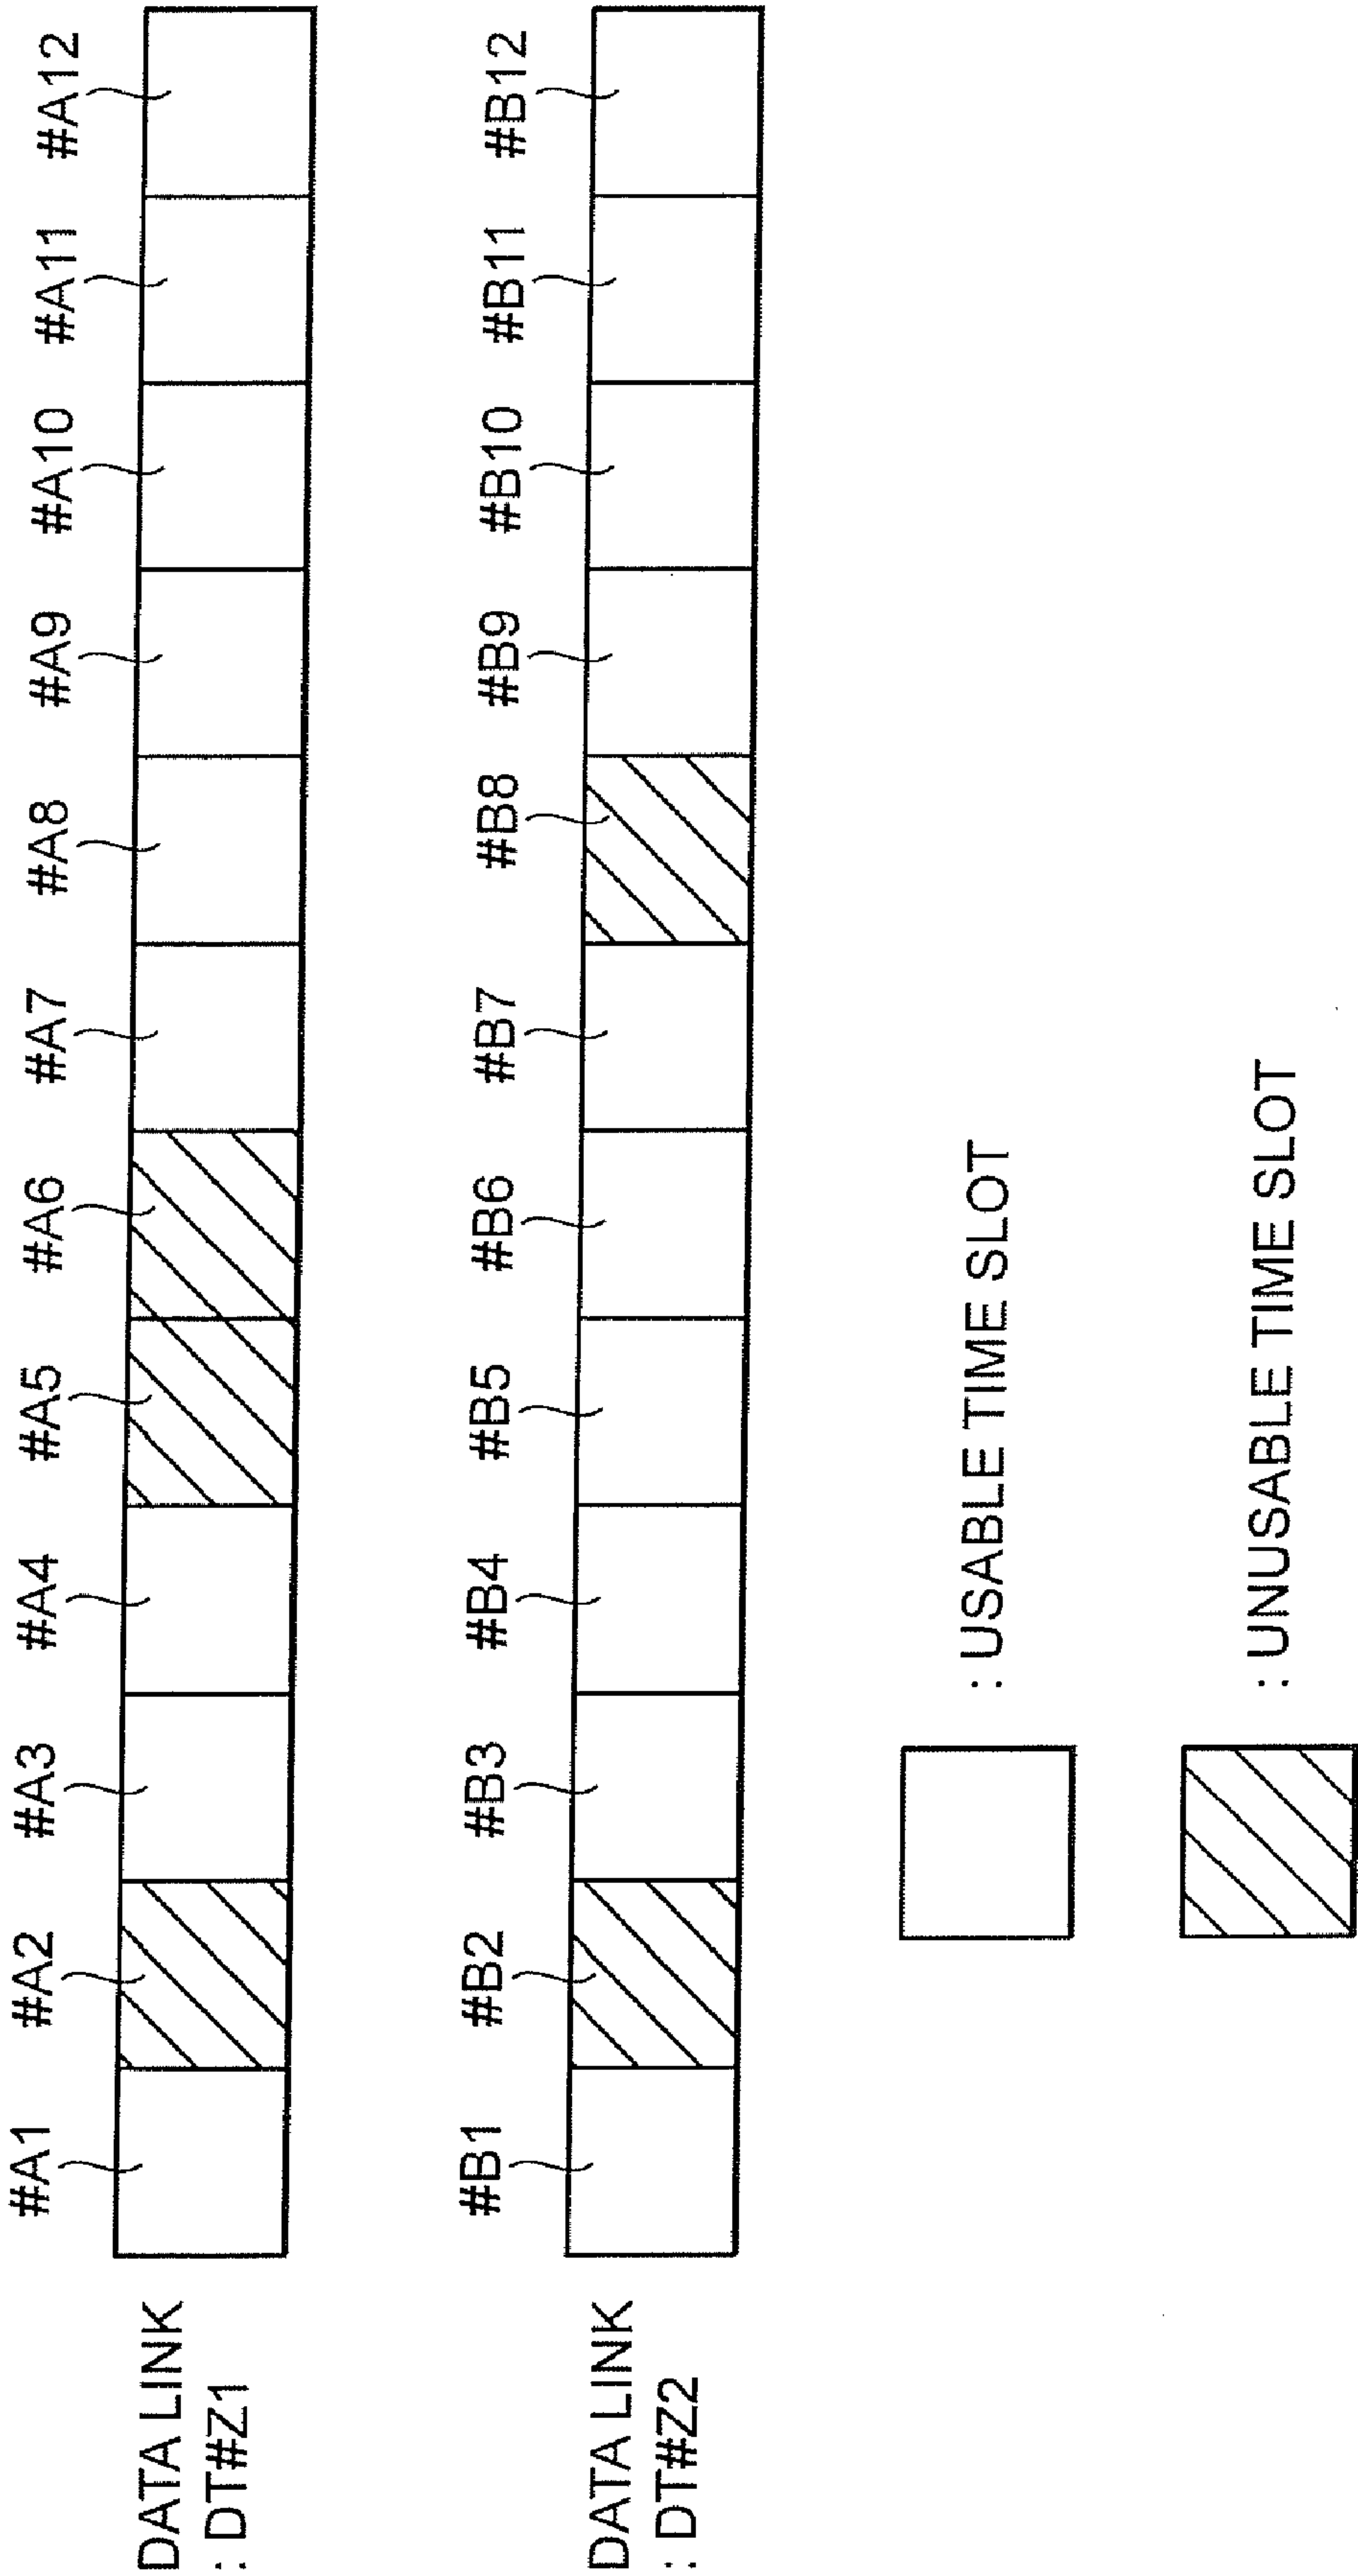 #A1 #A2 #A3 #A4 #A5 #A6 #A7 #A8 #A9 #A10 #A11 #A12
DATA LINK
: DT#Z1
#B1 #B2 #B3 #B4 #B5 #B6 #B7 #B8 #B9 #B10 #B11 #B12
DATA LINK
: DT#Z2
: USABLE TIME SLOT
: UNUSABLE TIME SLOT